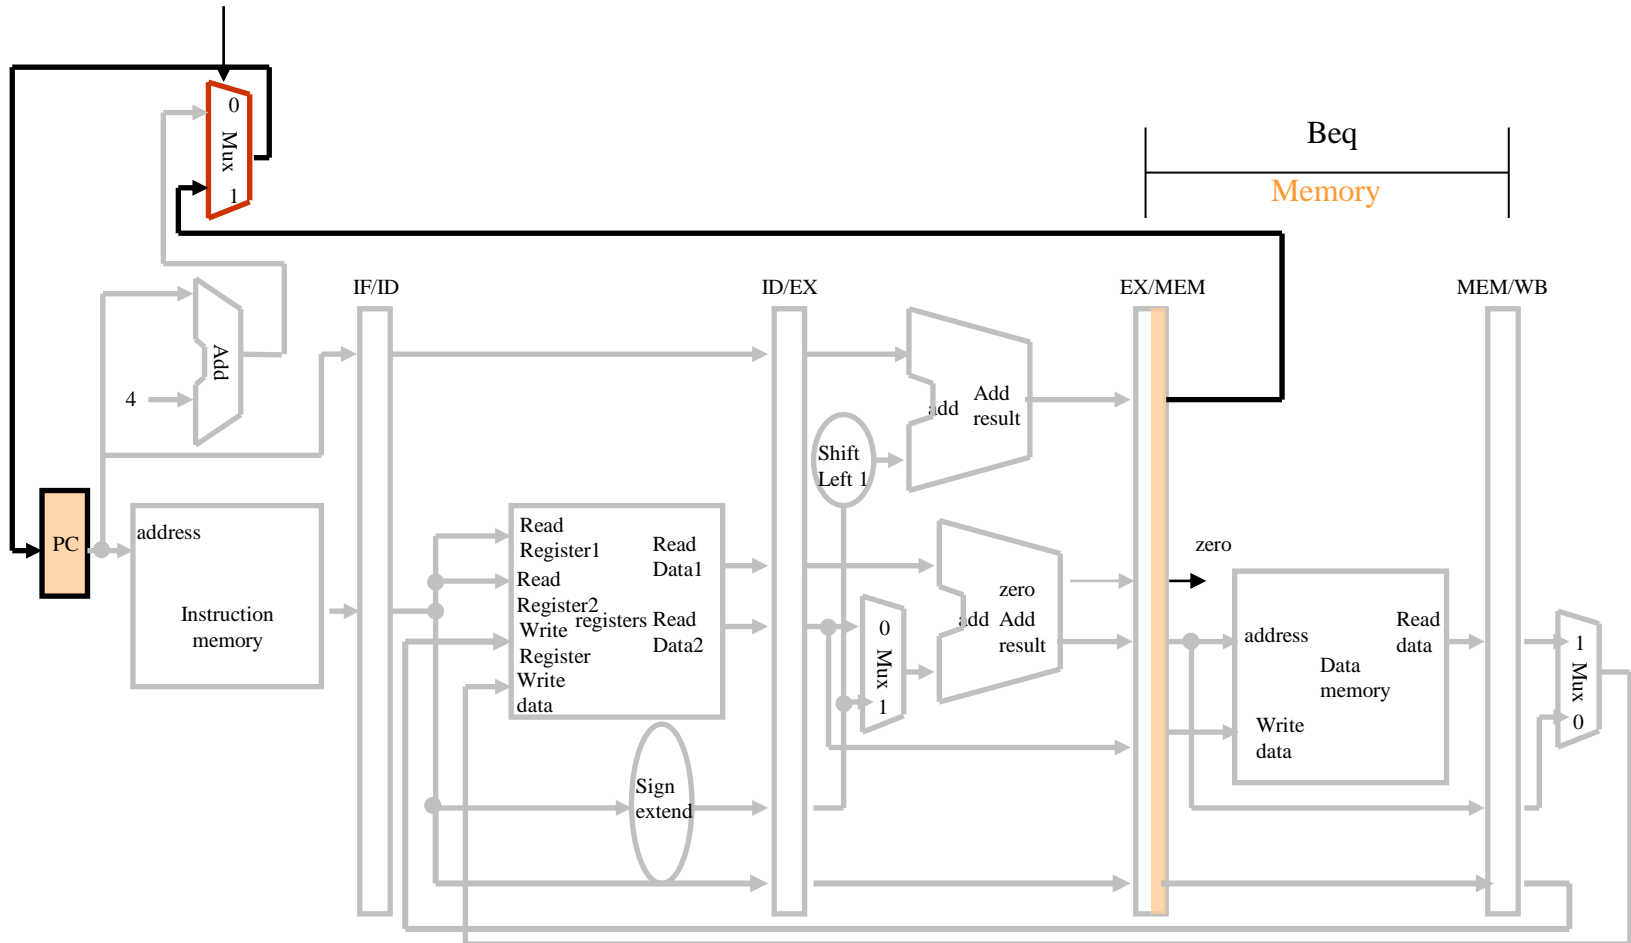 0
Mux
1
Beq
Memory
IF/ID
ID/EX
EX/MEM
MEM/WB
Add
4
add
Add
result
Shift
Left 1
PC
address
Instruction
memory
Read
Register1
Read
Register2
Write
Register
Write
data
registers
Read
Data1
Read
Data2
Sign
extend
0
Mux
1
zero
add
Add
result
zero
address
Read
data
Data
memory
Write
data
1
Mux
0